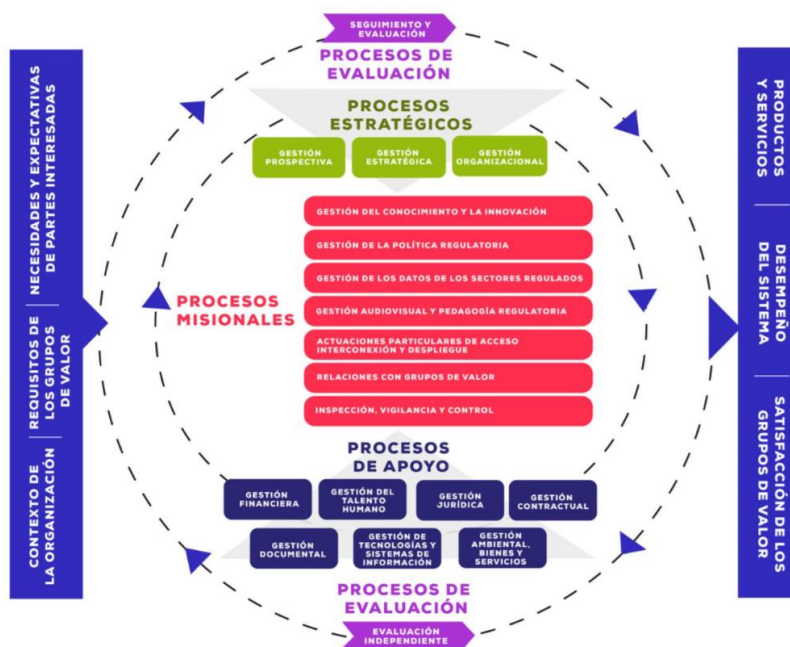 SEGUIMIENTO Y
EVALUACIÓN
PROCESOS DE
EVALUACIÓN
PROCESOS
ESTRATÉGICOS
GESTIÓN
PROSPECTIVA
GESTIÓN
ESTRATÉGICA
GESTIÓN
ORGANIZACIONAL
NECESIDADES Y EXPECTATIVAS
DE PARTES INTERESADAS
REQUISITOS DE
LOS GRUPOS
DE VALOR
CONTEXTO DE
LA ORGANIZACIÓN
PROCESOS
MISIONALES
GESTIÓN DEL CONOCIMIENTO Y LA INNOVACIÓN
GESTIÓN DE LA POLÍTICA REGULATORIA
GESTIÓN DE LOS DATOS DE LOS SECTORES REGULADOS
GESTIÓN AUDIOVISUAL Y PEDAGOGÍA REGULATORIA
ACTUACIONES PARTICULARES DE ACCESO
INTERCONEXIÓN Y DESPLIEGUE
RELACIONES CON GRUPOS DE VALOR
INSPECCIÓN, VIGILANCIA Y CONTROL
PROCESOS
DE APOYO
GESTIÓN
FINANCIERA
GESTIÓN DEL
TALENTO
HUMANO
GESTIÓN
JURÍDICA
GESTIÓN
CONTRACTUAL
GESTIÓN
DOCUMENTAL
GESTIÓN DE
TECNOLOGÍAS Y
SISTEMAS DE
INFORMACIÓN
GESTIÓN
AMBIENTAL,
BIENES Y
SERVICIOS
PROCESOS DE
EVALUACIÓN
EVALUACIÓN
INDEPENDIENTE
PRODUCTOS
Y SERVICIOS
DESEMPEÑO
DEL SISTEMA
SATISFACCIÓN DE LOS
GRUPOS DE VALOR